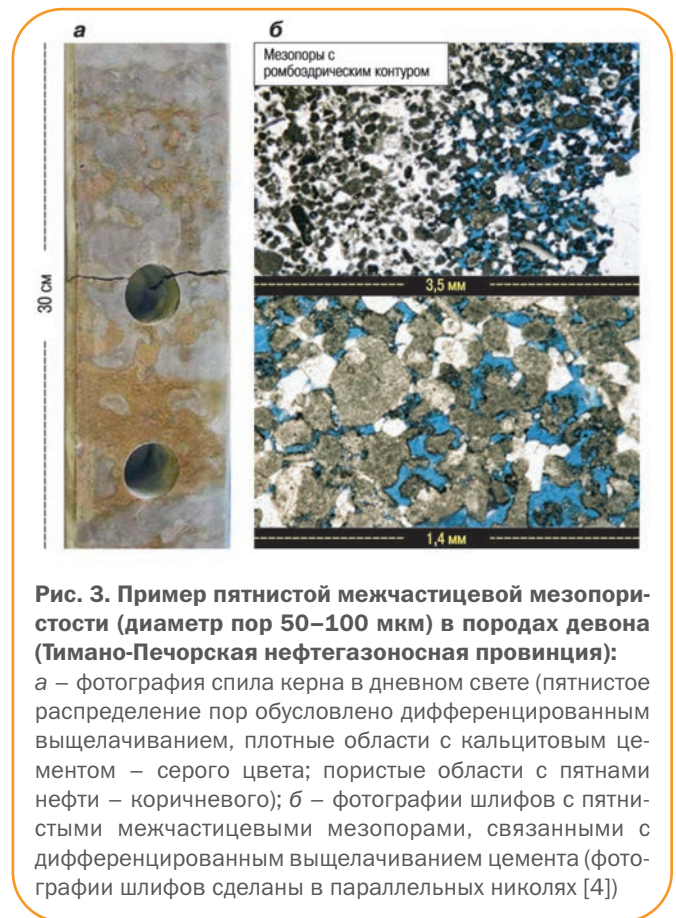 а
б
Мезопоры с
ромбоэдрическим контуром
30 см
3,5 мм
1,4 мм
Рис. 3. Пример пятнистой межчастицевой мезопори-
стости (диаметр пор 50–100 мкм) в породах девона
(Тимано-Печорская нефтегазоносная провинция):
а – фотография спила керна в дневном свете (пятнистое
распределение пор обусловлено дифференцированным
выщелачиванием, плотные области с кальцитовым це-
ментом – серого цвета; пористые области с пятнами
нефти – коричневого); б – фотографии шлифов с пятни-
стыми межчастицевыми мезопорами, связанными с
дифференцированным выщелачиванием цемента (фото-
графии шлифов сделаны в параллельных николях [4])